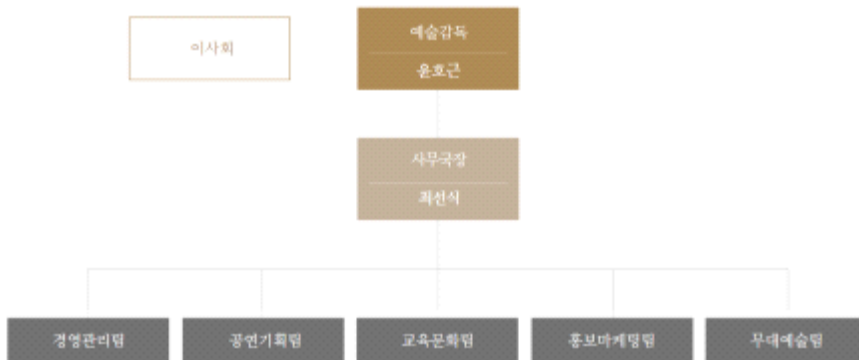 이사회
예술감독
윤호근
사무국장
최선식
경영관리팀
공연기획팀
교육문화팀
홍보마케팅팀
무대예술팀